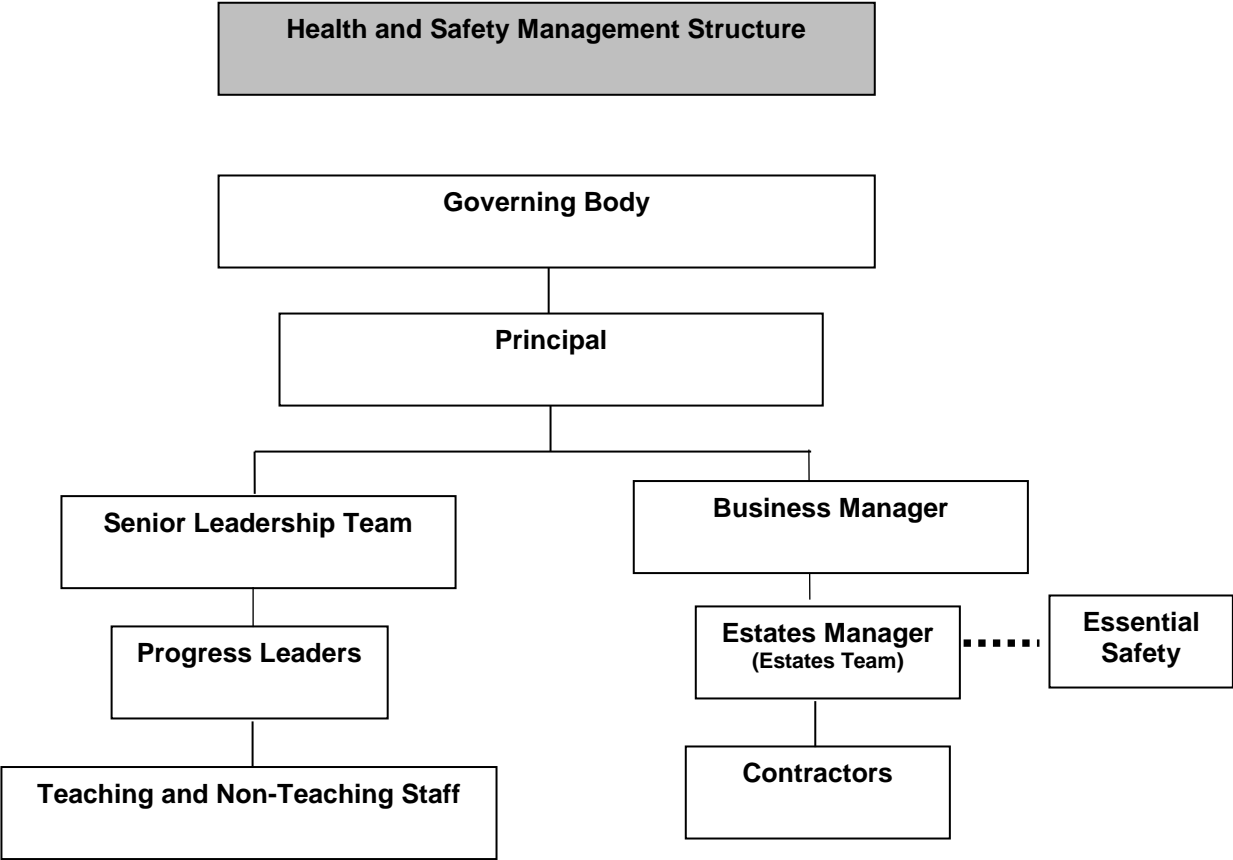 Health and Safety Management Structure
Governing Body
Principal
Senior Leadership Team
Business Manager
Progress Leaders
Estates Manager
(Estates Team)
Essential
Safety
Teaching and Non-Teaching Staff
Contractors